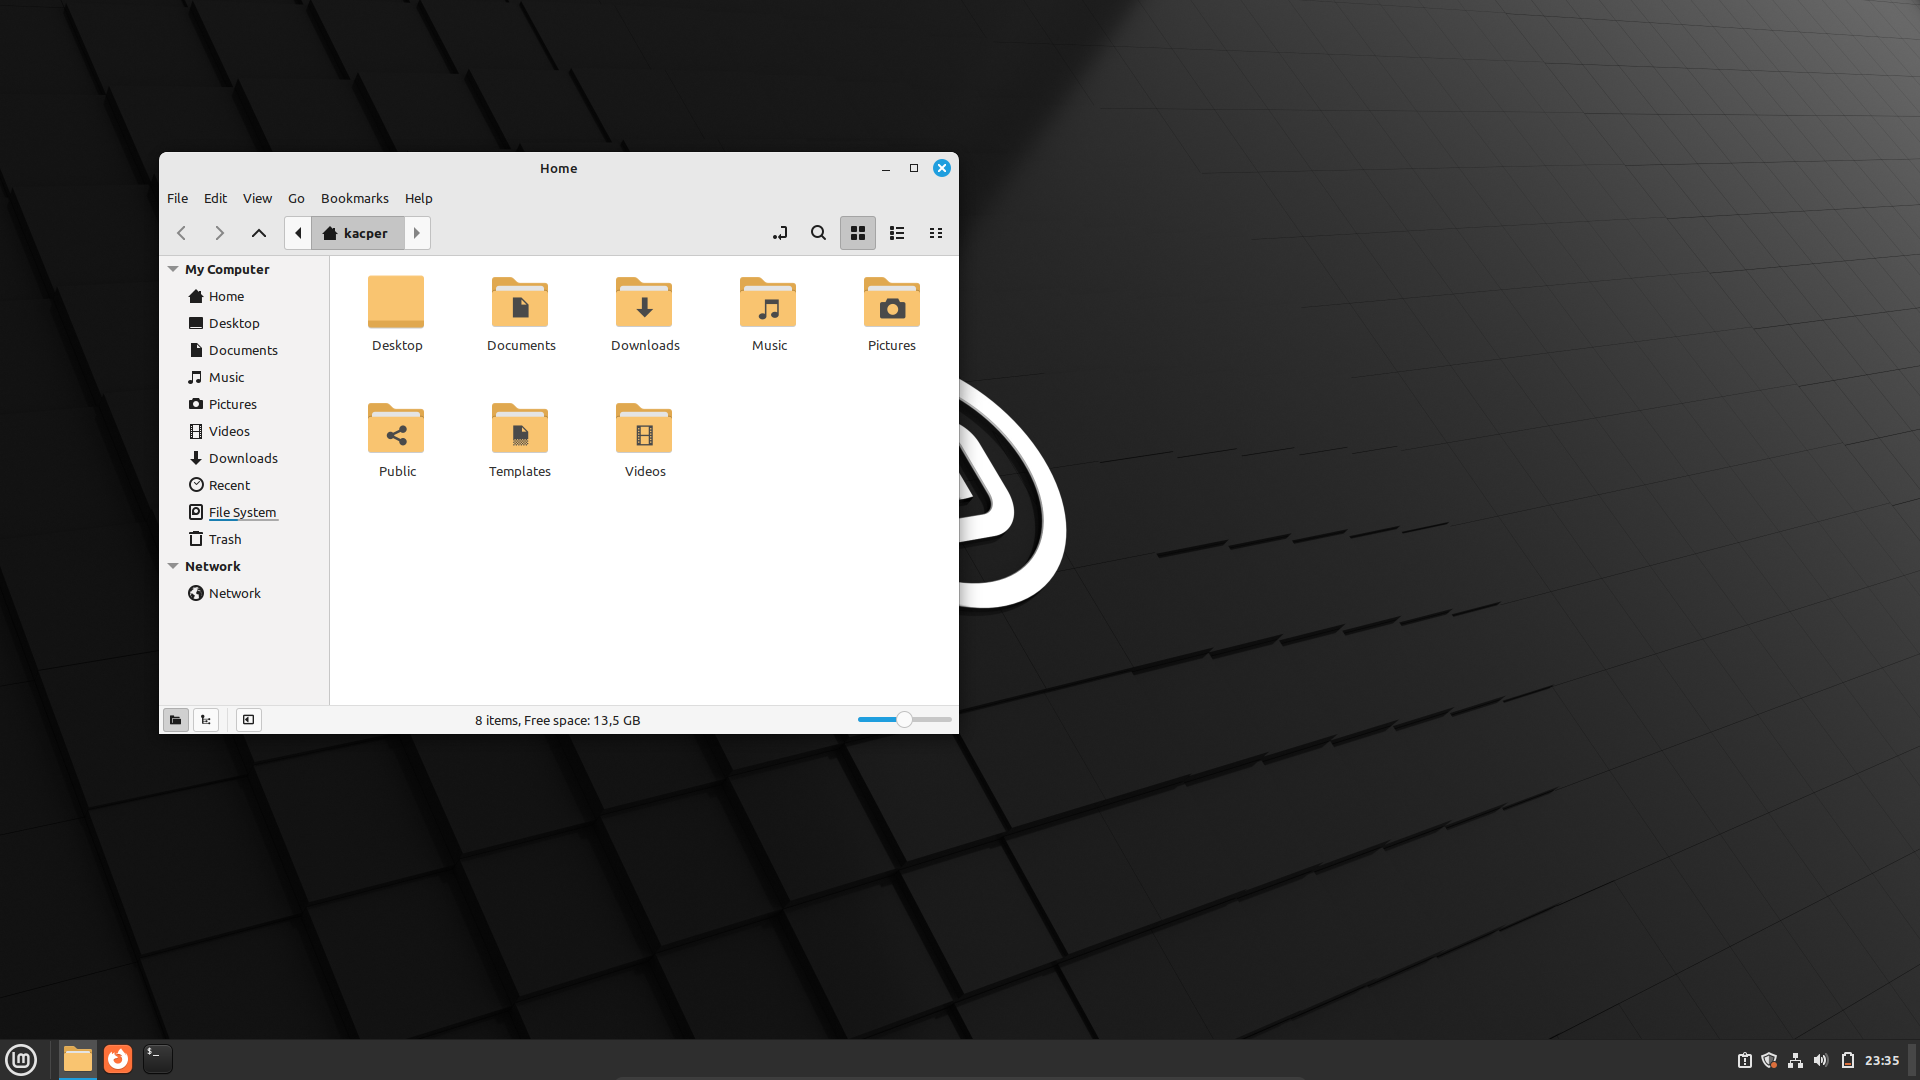 Home
File Edit View Go Bookmarks Help
kacper
My Computer
Home
Desktop
Documents
Music
Pictures
Videos
Downloads
Recent
File System
Trash
Network
Network
Desktop Documents Downloads Music Pictures
Public Templates Videos
8 items, Free space: 13,5 GB
$_
23:35